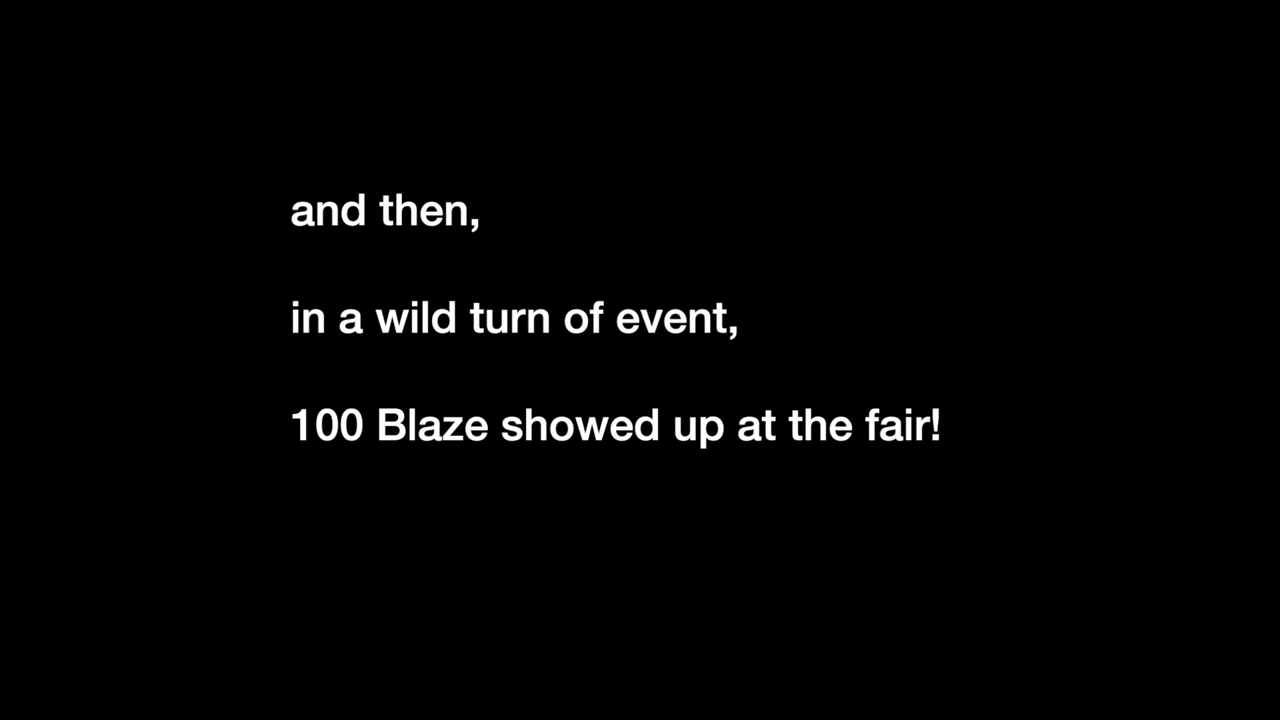 and then,
in a wild turn of event,
100 Blaze showed up at the fair!